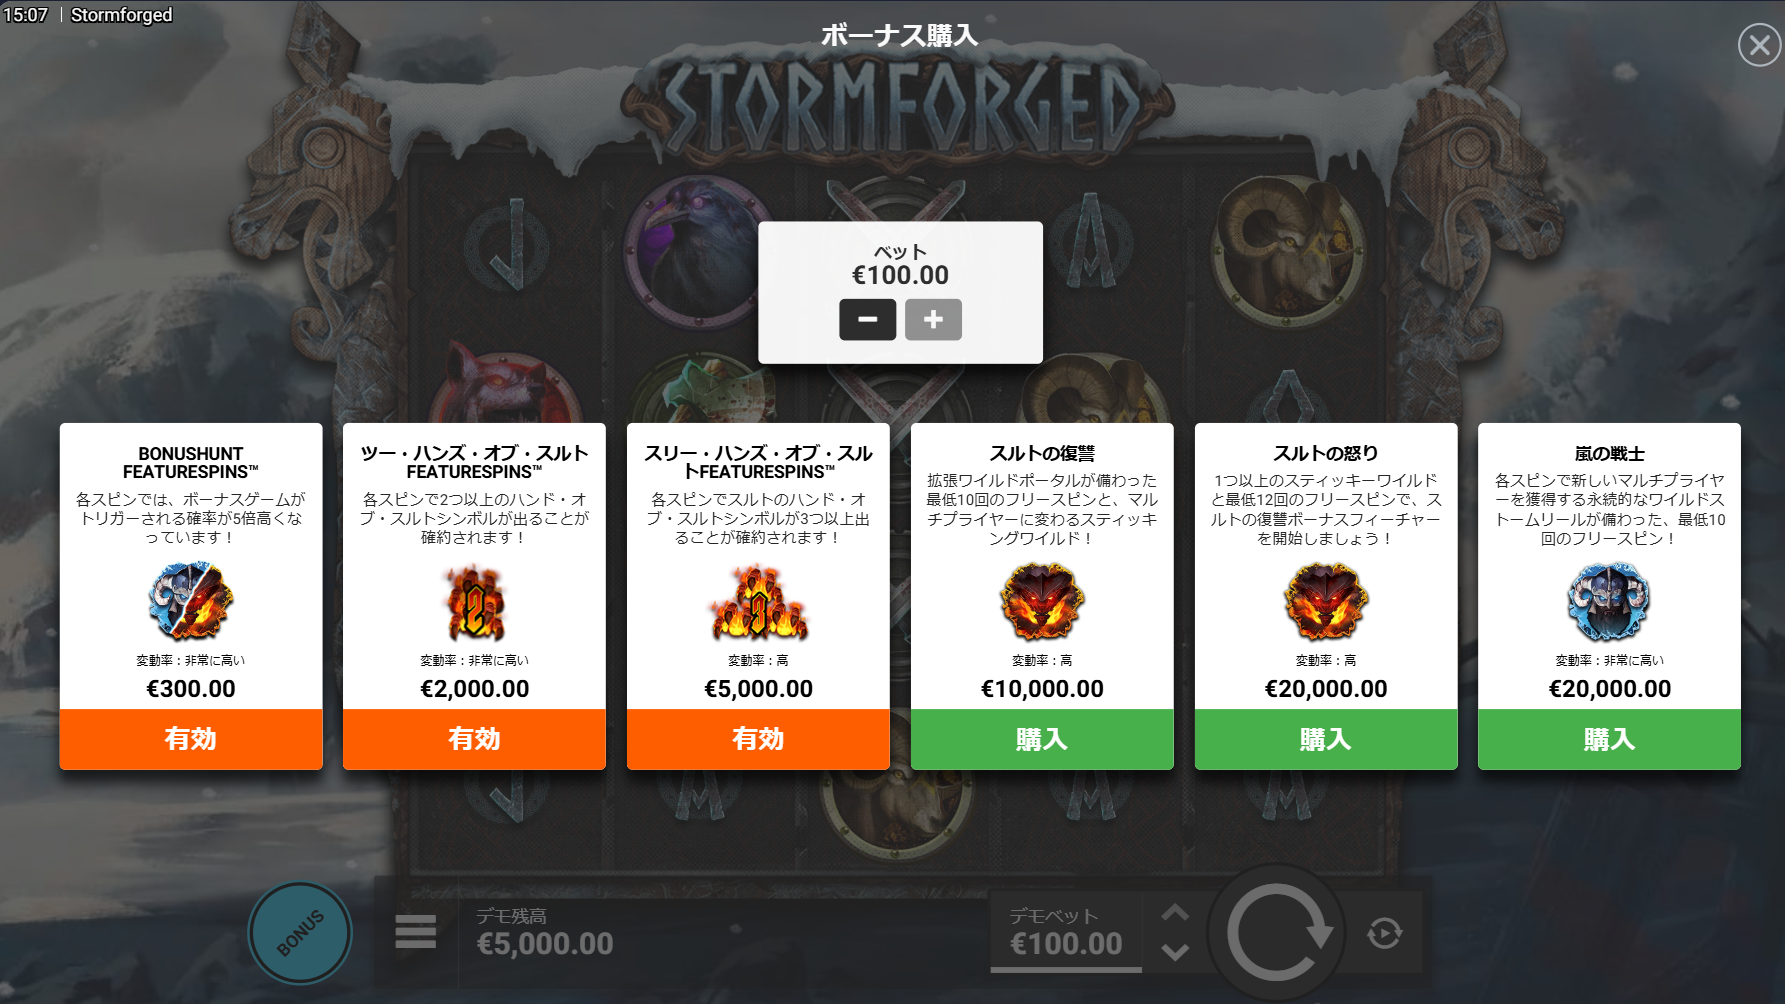 15:07 | Stormforged
ボーナス購入
STORMFORGED
ベット
€100.00
BONUSHUNT
FEATURESPINS™
各スピンでは、ボーナスゲームが
トリガーされる確率が5倍高くな
っています！
変動率：非常に高い
€300.00
有効
ツー・ハンズ・オブ・スルト
FEATURESPINS™
各スピンで2つ以上のハンド・オ
ブ・スルトシンボルが出ることが
確約されます！
2
変動率：非常に高い
€2,000.00
有効
スリー・ハンズ・オブ・スル
トFEATURESPINS™
各スピンでスルトのハンド・オ
ブ・スルトシンボルが3つ以上出
ることが確約されます！
3
変動率：高
€5,000.00
有効
スルトの復讐
拡張ワイルドポータルが備わった
最低10回のフリースピンと、マル
チプライヤーに変わるスティッキ
ングワイルド！
変動率：高
€10,000.00
購入
スルトの怒り
1つ以上のスティッキーワイルド
と最低12回のフリースピンで、ス
ルトの復讐ボーナスフィーチャー
を開始しましょう！
変動率：高
€20,000.00
購入
嵐の戦士
各スピンで新しいマルチプライヤ
ーを獲得する永続的なワイルドス
トームリールが備わった、最低10
回のフリースピン！
変動率：非常に高い
€20,000.00
購入
BONUS
デモ残高
€5,000.00
デモベット
€100.00